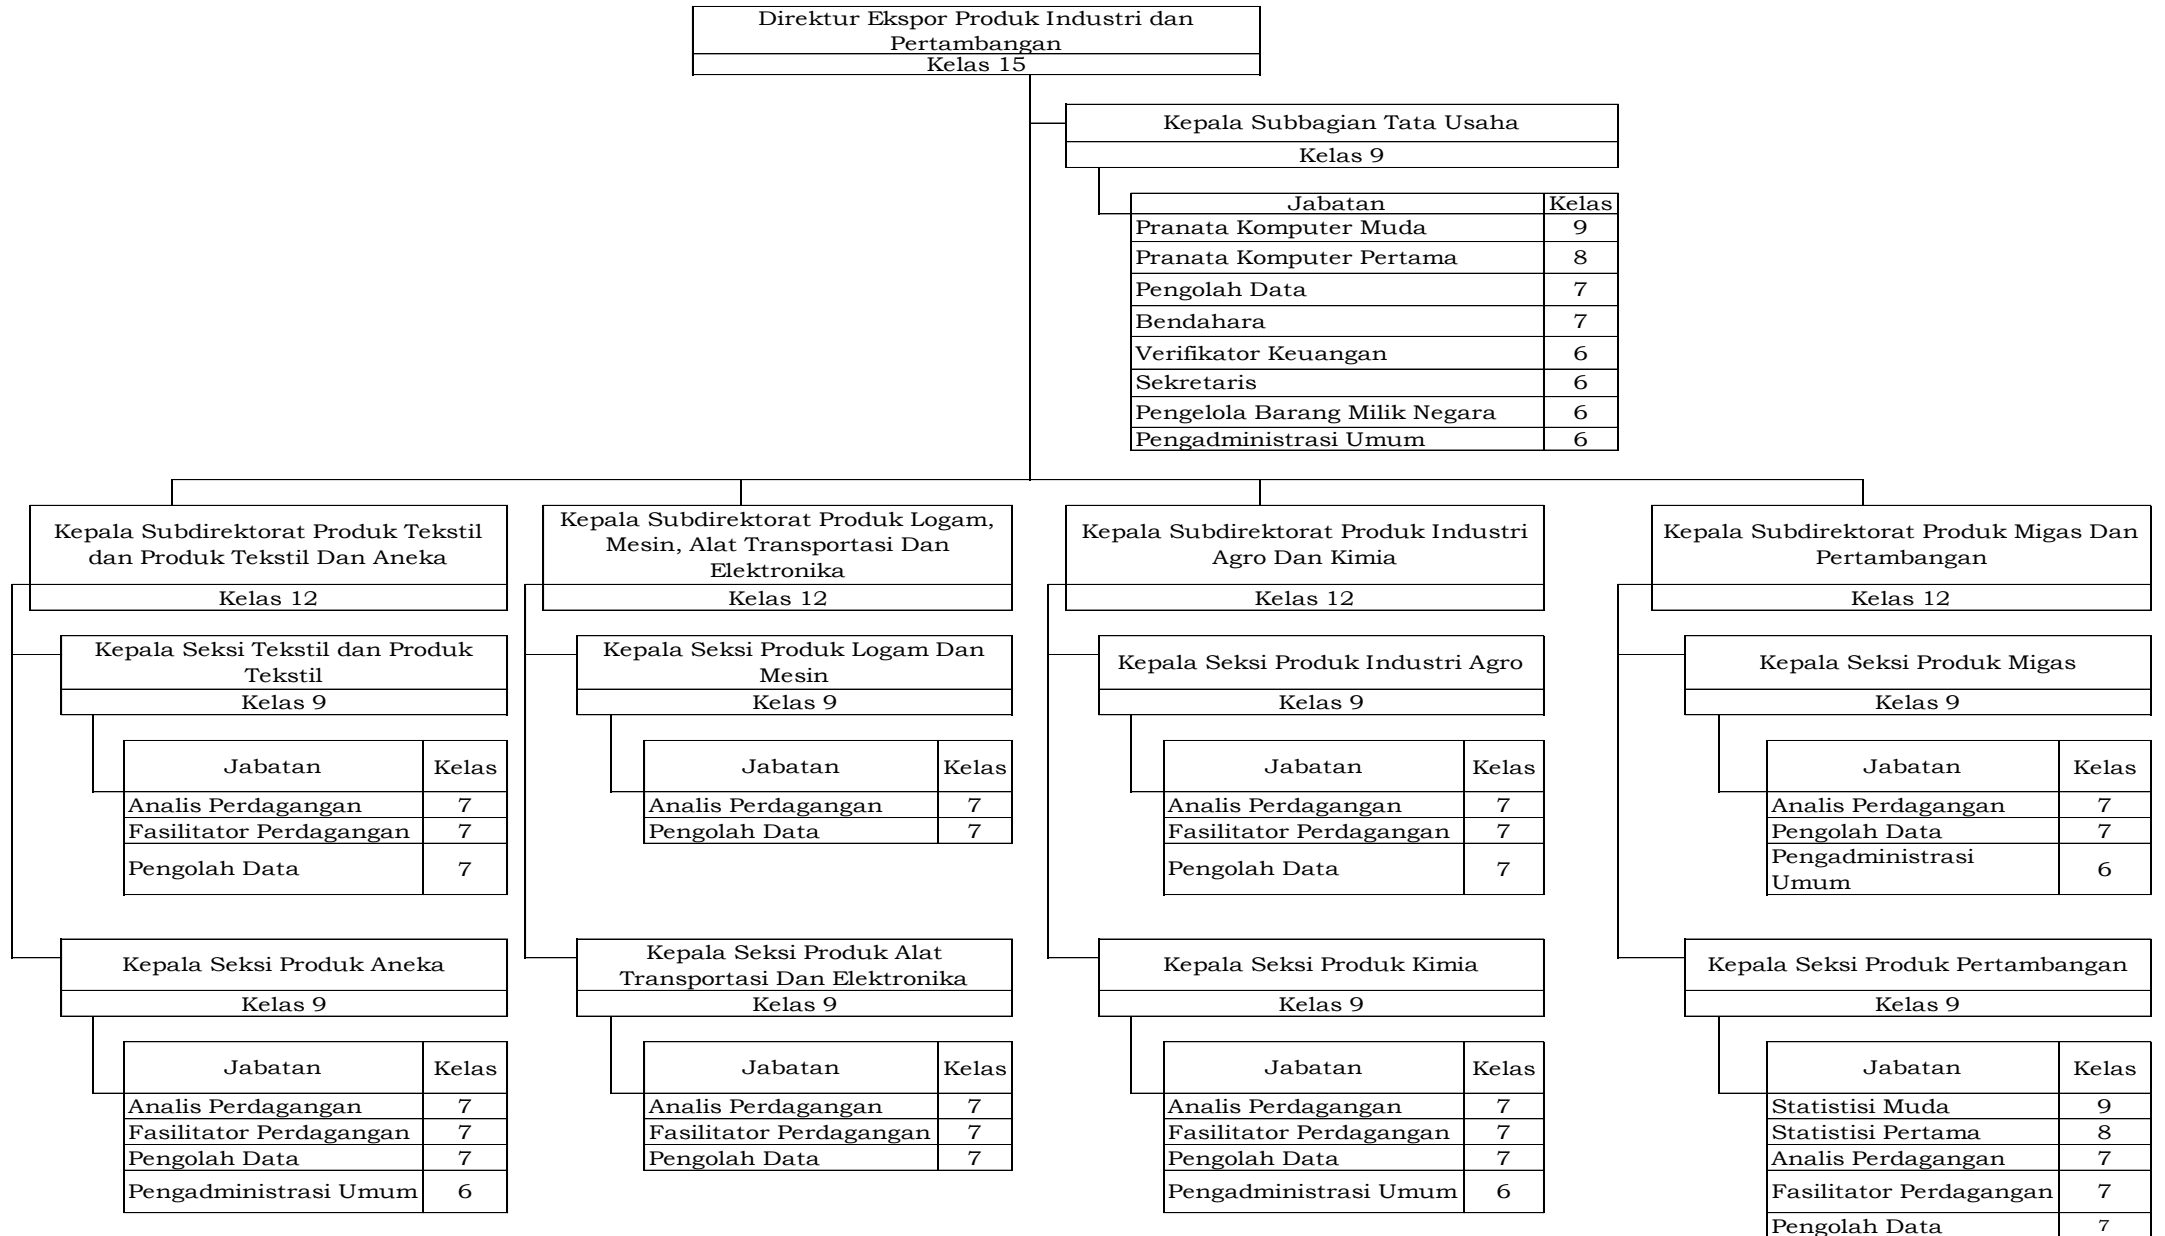 Direktur Ekspor Produk Industri dan
Pertambangan
Kelas 15
Kepala Subbagian Tata Usaha
Kelas 9
Jabatan Kelas
Pranata Komputer Muda 9
Pranata Komputer Pertama 8
Pengolah Data 7
Bendahara 7
Verifikator Keuangan 6
Sekretaris 6
Pengelola Barang Milik Negara 6
Pengadministrasi Umum 6
Kepala Subdirektorat Produk Tekstil
dan Produk Tekstil Dan Aneka
Kelas 12
Kepala Seksi Tekstil dan Produk
Tekstil
Kelas 9
Jabatan Kelas
Analis Perdagangan 7
Fasilitator Perdagangan 7
Pengolah Data 7
Kepala Seksi Produk Aneka
Kelas 9
Jabatan Kelas
Analis Perdagangan 7
Fasilitator Perdagangan 7
Pengolah Data 7
Pengadministrasi Umum 6
Kepala Subdirektorat Produk Logam,
Mesin, Alat Transportasi Dan
Elektronika
Kelas 12
Kepala Seksi Produk Logam Dan
Mesin
Kelas 9
Jabatan Kelas
Analis Perdagangan 7
Pengolah Data 7
Kepala Seksi Produk Alat
Transportasi Dan Elektronika
Kelas 9
Jabatan Kelas
Analis Perdagangan 7
Fasilitator Perdagangan 7
Pengolah Data 7
Kepala Subdirektorat Produk Industri
Agro Dan Kimia
Kelas 12
Kepala Seksi Produk Industri Agro
Kelas 9
Jabatan Kelas
Analis Perdagangan 7
Fasilitator Perdagangan 7
Pengolah Data 7
Kepala Seksi Produk Kimia
Kelas 9
Jabatan Kelas
Analis Perdagangan 7
Fasilitator Perdagangan 7
Pengolah Data 7
Pengadministrasi Umum 6
Kepala Subdirektorat Produk Migas Dan
Pertambangan
Kelas 12
Kepala Seksi Produk Migas
Kelas 9
Jabatan Kelas
Analis Perdagangan 7
Pengolah Data 7
Pengadministrasi
Umum 6
Kepala Seksi Produk Pertambangan
Kelas 9
Jabatan Kelas
Statistisi Muda 9
Statistisi Pertama 8
Analis Perdagangan 7
Fasilitator Perdagangan 7
Pengolah Data 7